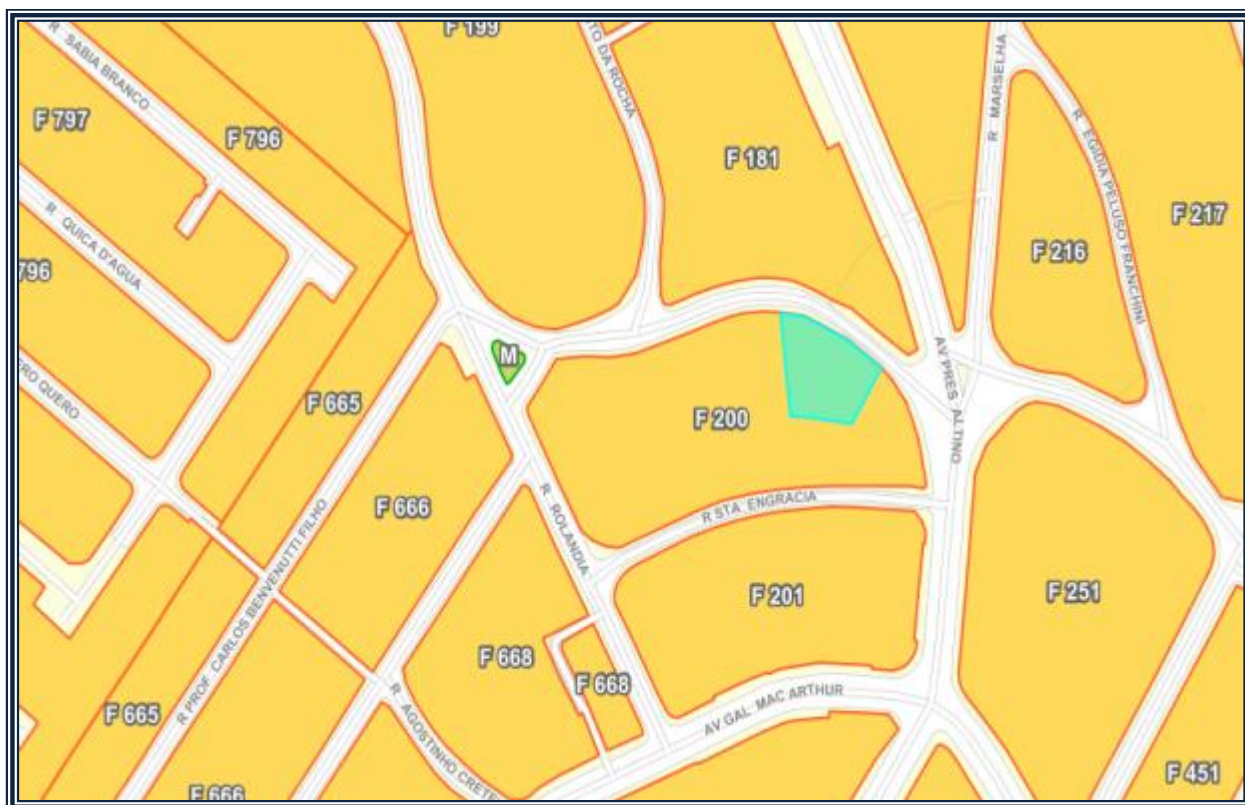 F 199
R SABIA BRANCO
TO DA ROCHA
F 797
F 796
R MARSELHA
R EGIDIA PELUSO FRANCHINI
F 181
F 217
R QUICA D'AGUA
F 216
796
M
AV PRES ALTINO
ERO QUERO
F 665
F 200
F 666
R ROLANDIA
R STA ENGRACIA
R PROF CARLOS BENVENUTTI FILHO
F 201
F 251
F 668
F 668
F 665
R AGOSTINHO CRETE
AV GAL MAC ARTHUR
F 451
F 666